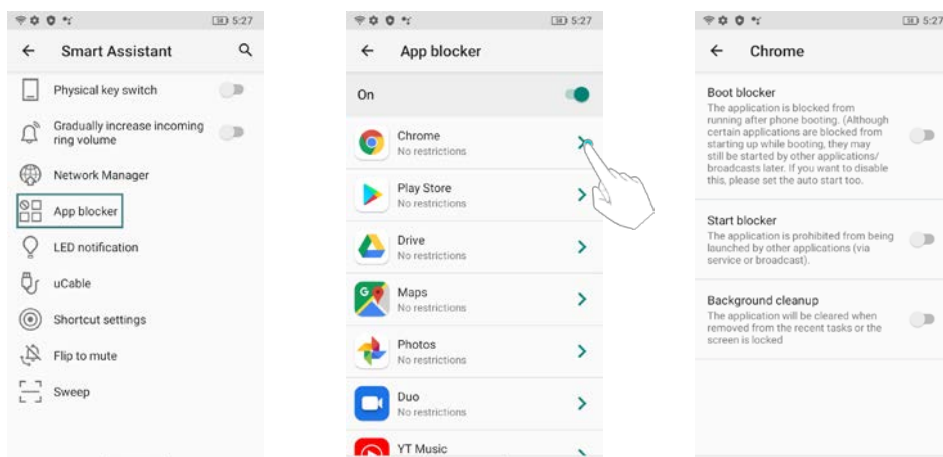 5:27
Smart Assistant
Physical key switch
Gradually increase incoming
ring volume
Network Manager
App blocker
LED notification
uCable
Shortcut settings
Flip to mute
Sweep
5:27
App blocker
On
Chrome
No restrictions
Play Store
No restrictions
Drive
No restrictions
Maps
No restrictions
Photos
No restrictions
Duo
No restrictions
YT Music
5:27
Chrome
Boot blocker
The application is blocked from
running after phone booting. (Although
certain applications are blocked from
starting up while booting, they may
still be started by other applications/
broadcasts later. If you want to disable
this, please set the auto start too.
Start blocker
The application is prohibited from being
launched by other applications (via
service or broadcast).
Background cleanup
The application will be cleared when
removed from the recent tasks or the
screen is locked